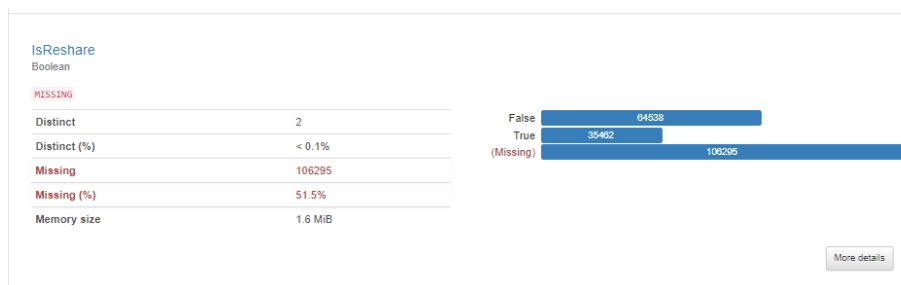 IsReshare
Boolean
MISSING
Distinct 2
Distinct (%) < 0.1%
Missing 106295
Missing (%) 51.5%
Memory size 1.6 MiB
False 64538
True 35462
(Missing) 106295
More details